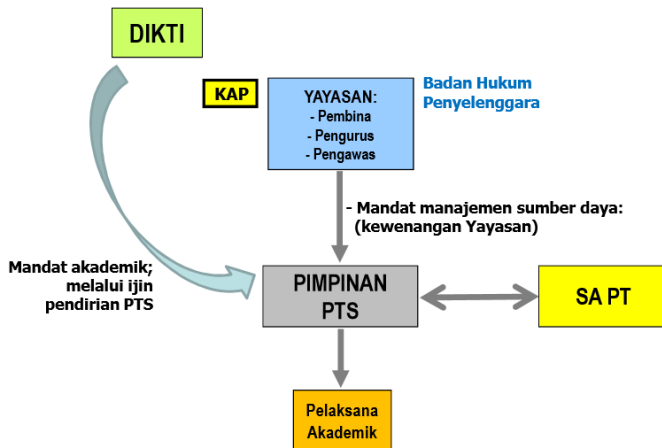 DIKTI
KAP
YAYASAN:
- Pembina
- Pengurus
- Pengawas
Badan Hukum
Penyelenggara
- Mandat manajemen sumber daya:
(kewenangan Yayasan)
Mandat akademik;
melalui ijin
pendirian PTS
PIMPINAN
PTS
SA PT
Pelaksana
Akademik